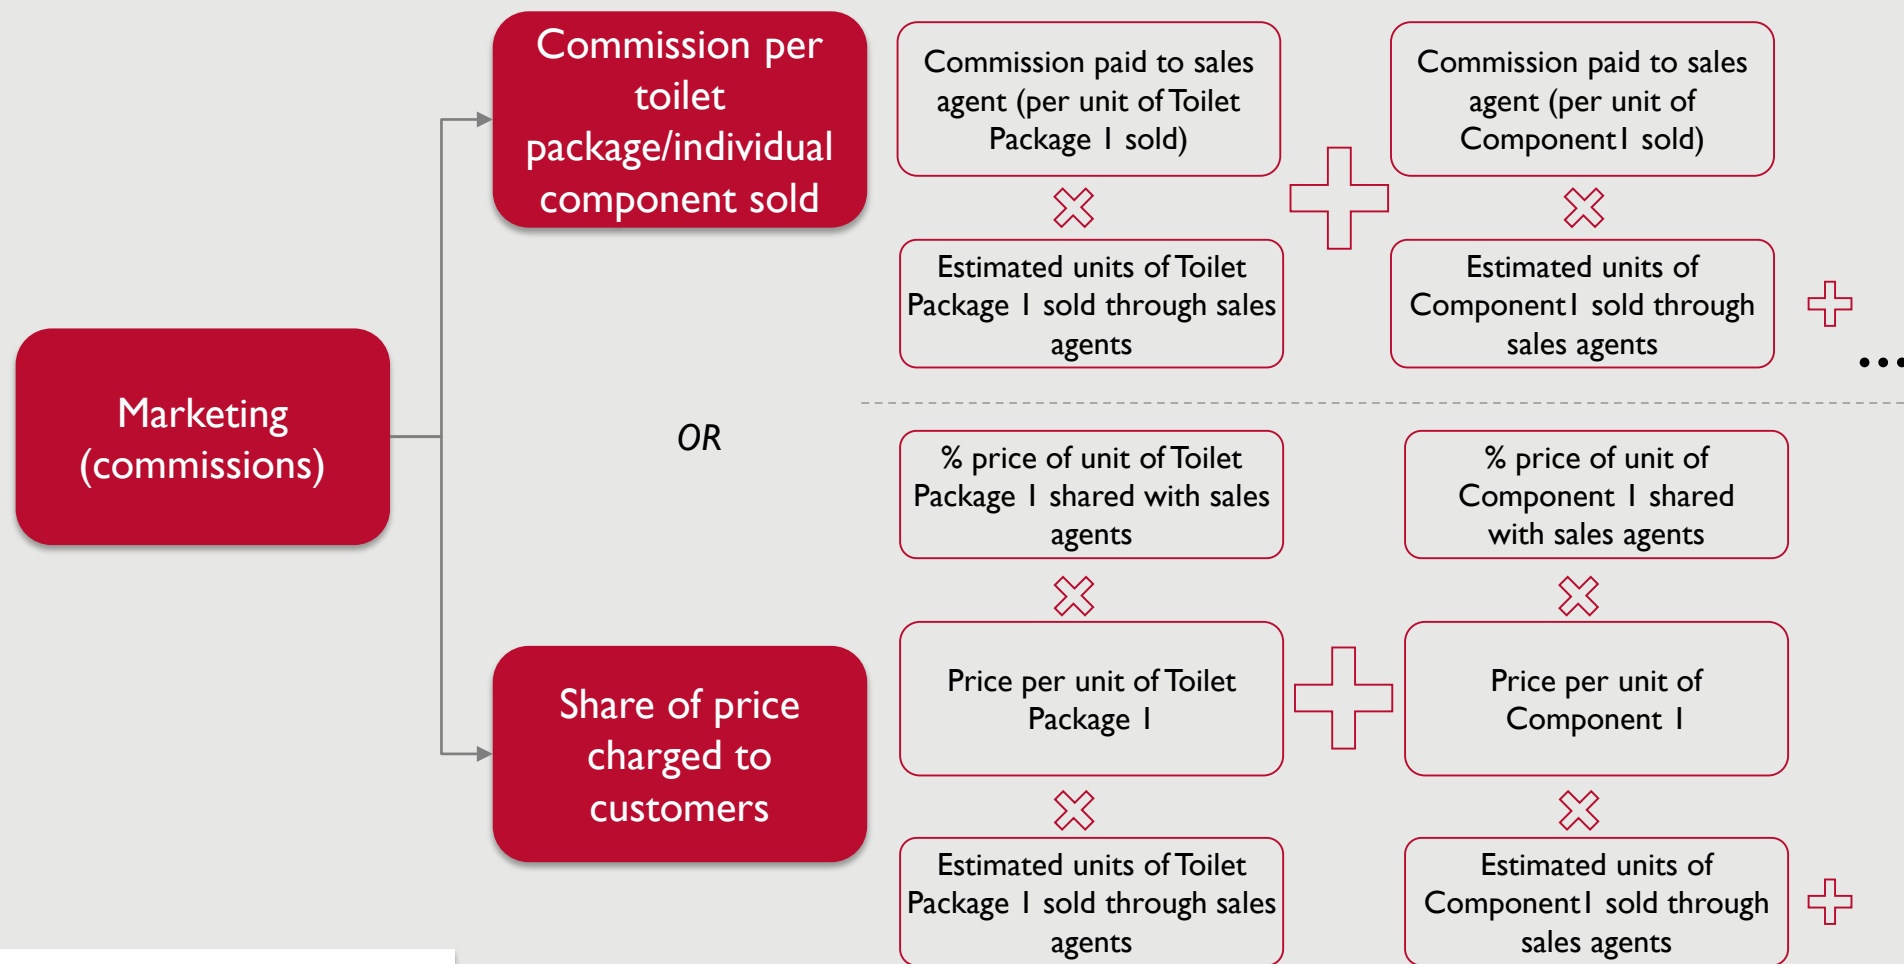 Commission per
toilet
package/individual
component sold
Commission paid to sales
agent (per unit of Toilet
Package 1 sold)
Commission paid to sales
agent (per unit of
Component1 sold)
Estimated units of Toilet
Package 1 sold through sales
agents
Estimated units of
Component1 sold through
sales agents
...
Marketing
(commissions)
OR
% price of unit of Toilet
Package 1 shared with sales
agents
% price of unit of
Component 1 shared
with sales agents
Share of price
charged to
customers
Price per unit of Toilet
Package 1
Price per unit of
Component 1
Estimated units of Toilet
Package 1 sold through sales
agents
Estimated units of
Component1 sold through
sales agents